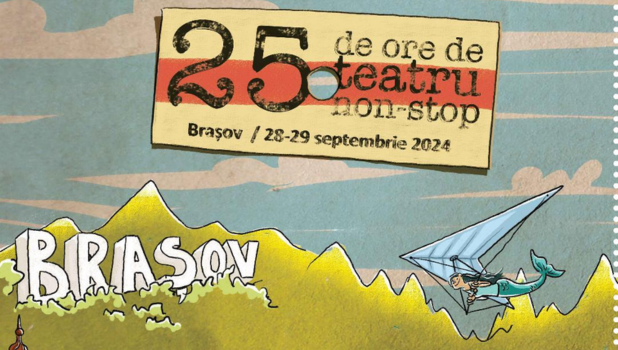 25 de ore de
teatru
non-stop
Brașov / 28-29 septembrie 2024
BRAȘOV